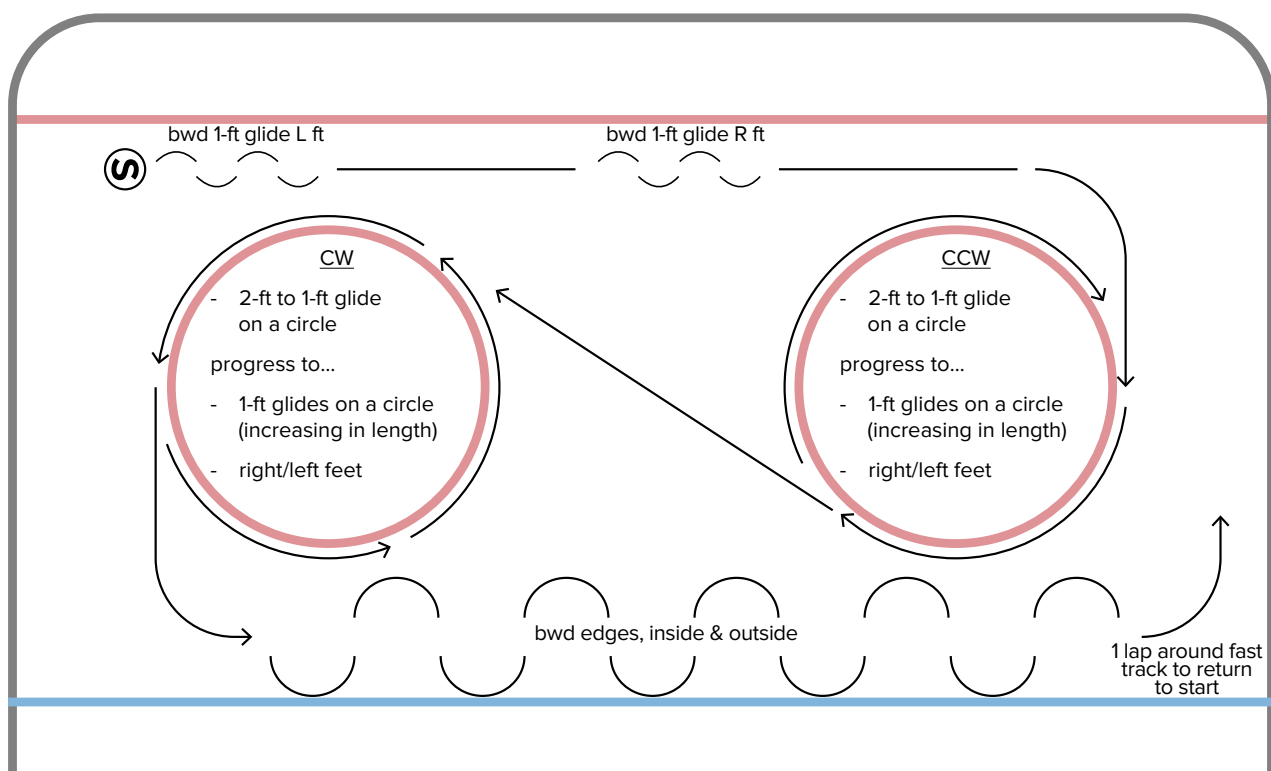 bwd 1-ft glide L ft
bwd 1-ft glide R ft
S
CW
- 2-ft to 1-ft glide
on a circle
progress to...
- 1-ft glides on a circle
(increasing in length)
- right/left feet
CCW
- 2-ft to 1-ft glide
on a circle
progress to...
- 1-ft glides on a circle
(increasing in length)
- right/left feet
bwd edges, inside & outside
1 lap around fast
track to return
to start